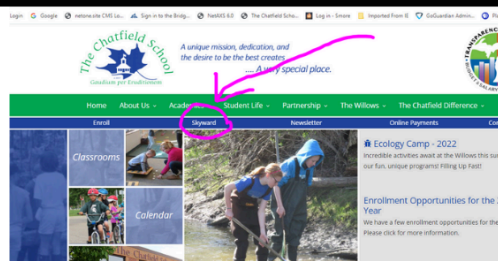 Login Google netone.site CMS Lo... Sign in to the Bridg... NetAXS 6.0 The Chatfield Scho... Log in - Smore Imported From IE GoGuardian Admin...
The Chatfield School
Gaudium per Eruditionem
A unique mission, dedication, and
the desire to be the best creates
.... A very special place.
TRANSPARENCY
SALARY
Home About Us Student Life Partnership The Willows The Chatfield Difference
Enroll Skyward Newsletter Online Payments
Classrooms
Calendar
Ecology Camp - 2022
Incredible activities await at the Willows this
our fun, unique programs! Filling Up Fast!
Enrollment Opportunities for the
Year
We have a few enrollment opportunities for the
Please click for more information.